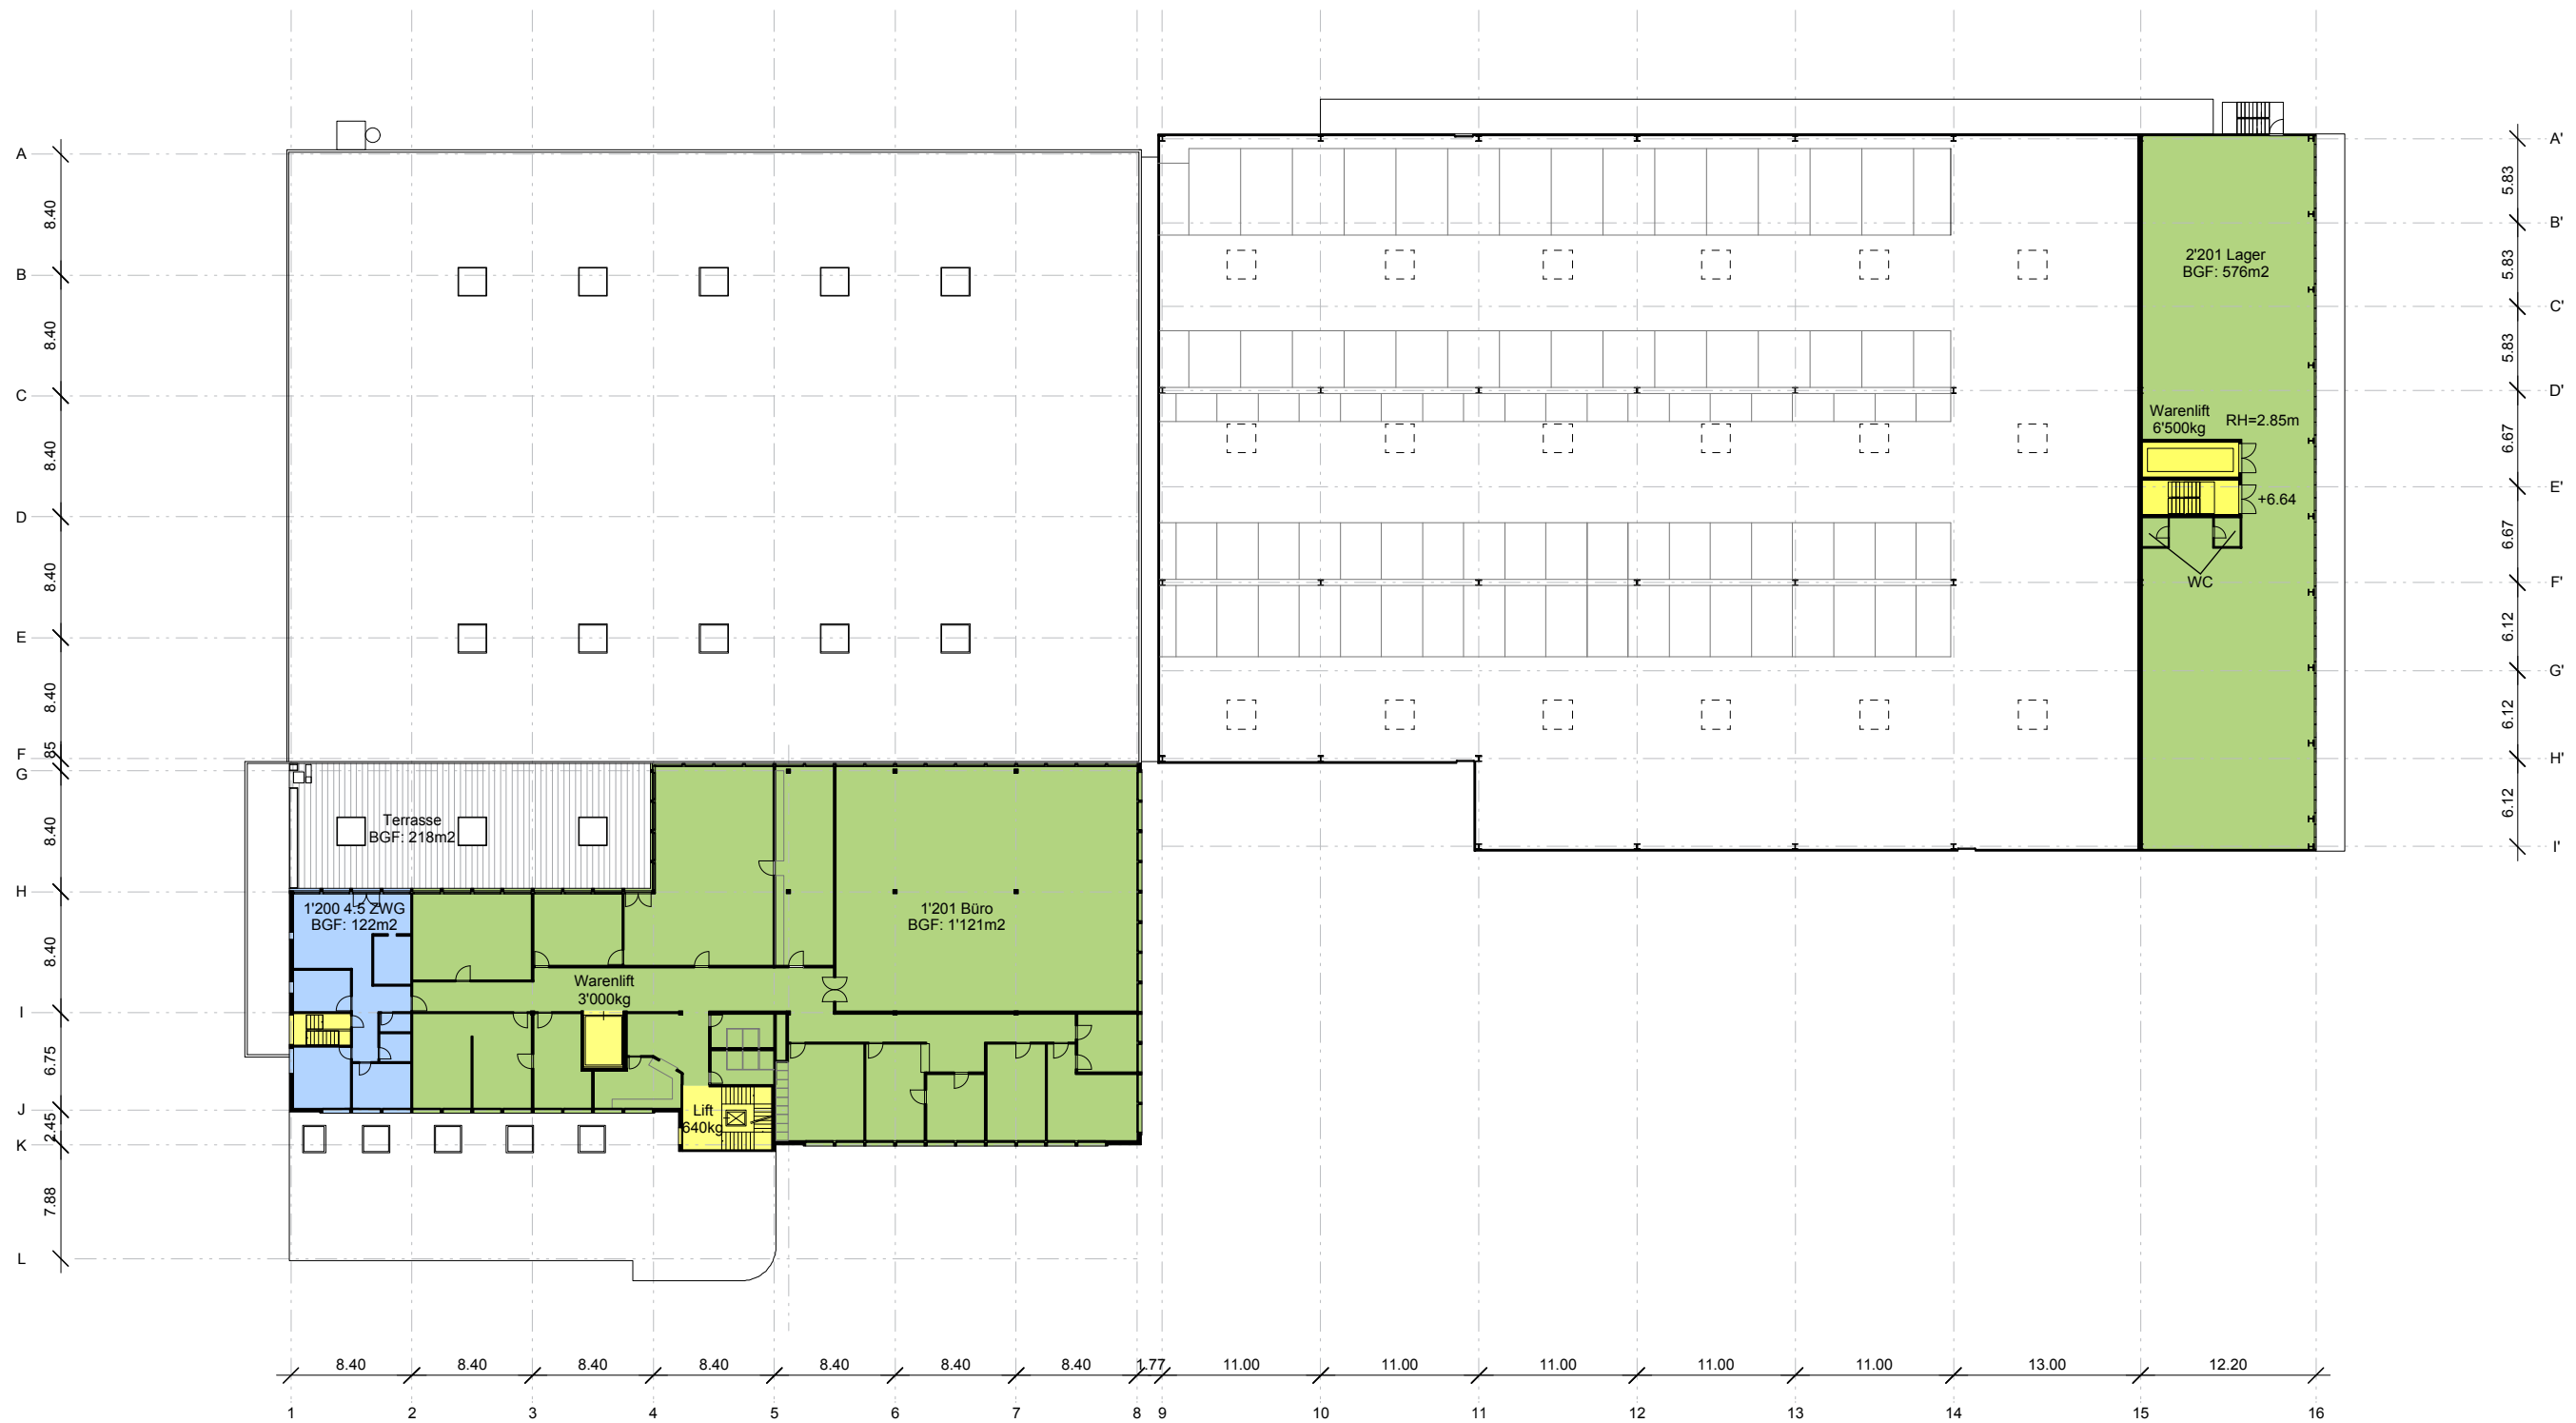 A
A'
8.40
5.83
B'
2'201 Lager
BGF: 576m2
B
5.83
C'
8.40
5.83
C
D'
Warenlift
6'500kg
RH=2.85m
8.40
6.67
E'
+6.64
D
6.67
WC
F'
8.40
6.12
E
G'
8.40
6.12
F
.85
G
H'
Terrasse
BGF: 218m2
8.40
6.12
I'
H
1'200 4.5 ZWG
BGF: 122m2
1'201 Büro
BGF: 1'121m2
8.40
Warenlift
3'000kg
I
6.75
J
Lift
640kg
2.45
K
7.88
L
8.40 8.40 8.40 8.40 8.40 8.40 8.40 1.77 11.00 11.00 11.00 11.00 11.00 13.00 12.20
1 2 3 4 5 6 7 8 9 10 11 12 13 14 15 16